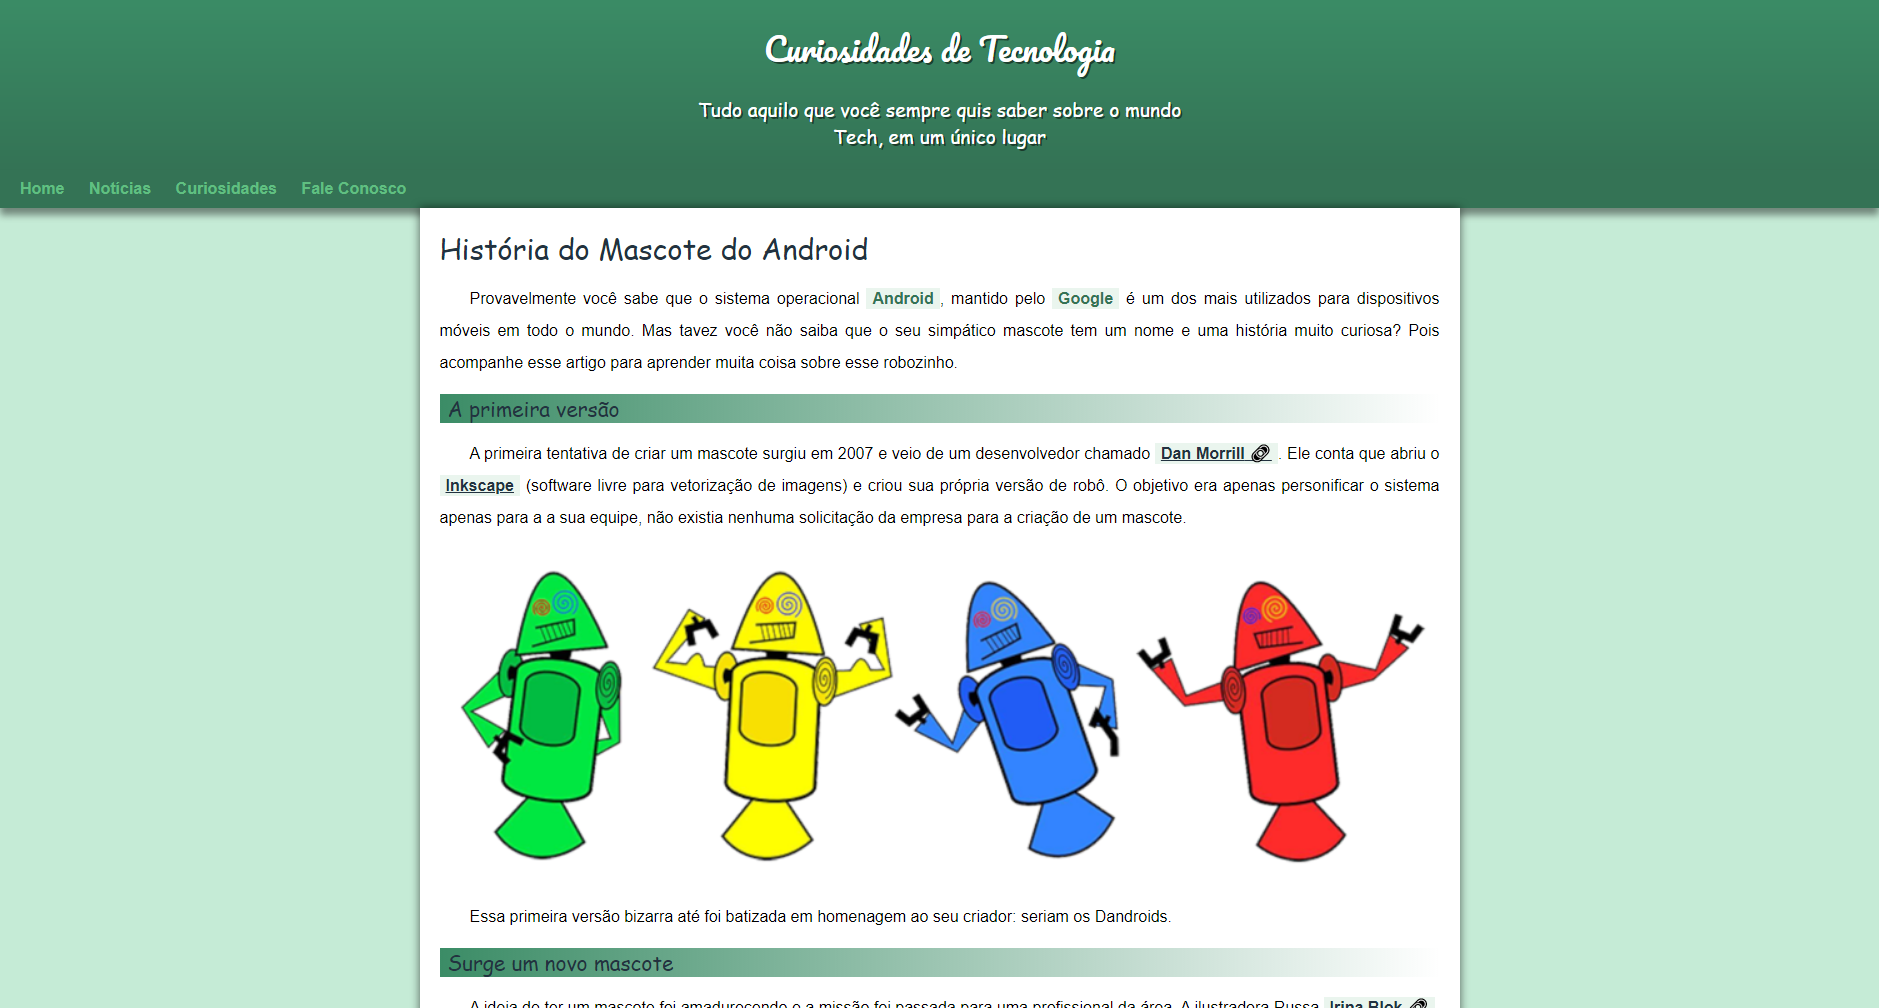 Curiosidades de Tecnologia
Tudo aquilo que você sempre quis saber sobre o mundo
Tech, em um único lugar
Home Notícias Curiosidades Fale Conosco
História do Mascote do Android
Provavelmente você sabe que o sistema operacional Android , mantido pelo Google é um dos mais utilizados para dispositivos
móveis em todo o mundo. Mas tavez você não saiba que o seu simpático mascote tem um nome e uma história muito curiosa? Pois
acompanhe esse artigo para aprender muita coisa sobre esse robozinho.
A primeira versão
A primeira tentativa de criar um mascote surgiu em 2007 e veio de um desenvolvedor chamado Dan Morrill . Ele conta que abriu o
Inkscape (software livre para vetorização de imagens) e criou sua própria versão de robô. O objetivo era apenas personificar o sistema
apenas para a a sua equipe, não existia nenhuma solicitação da empresa para a criação de um mascote.
Essa primeira versão bizarra até foi batizada em homenagem ao seu criador: seriam os Dandroids.
Surge um novo mascote
A ideia de ter um mascote foi amadurecendo e a missão foi passada para uma profissional da área. A ilustradora Russa Irina Blok